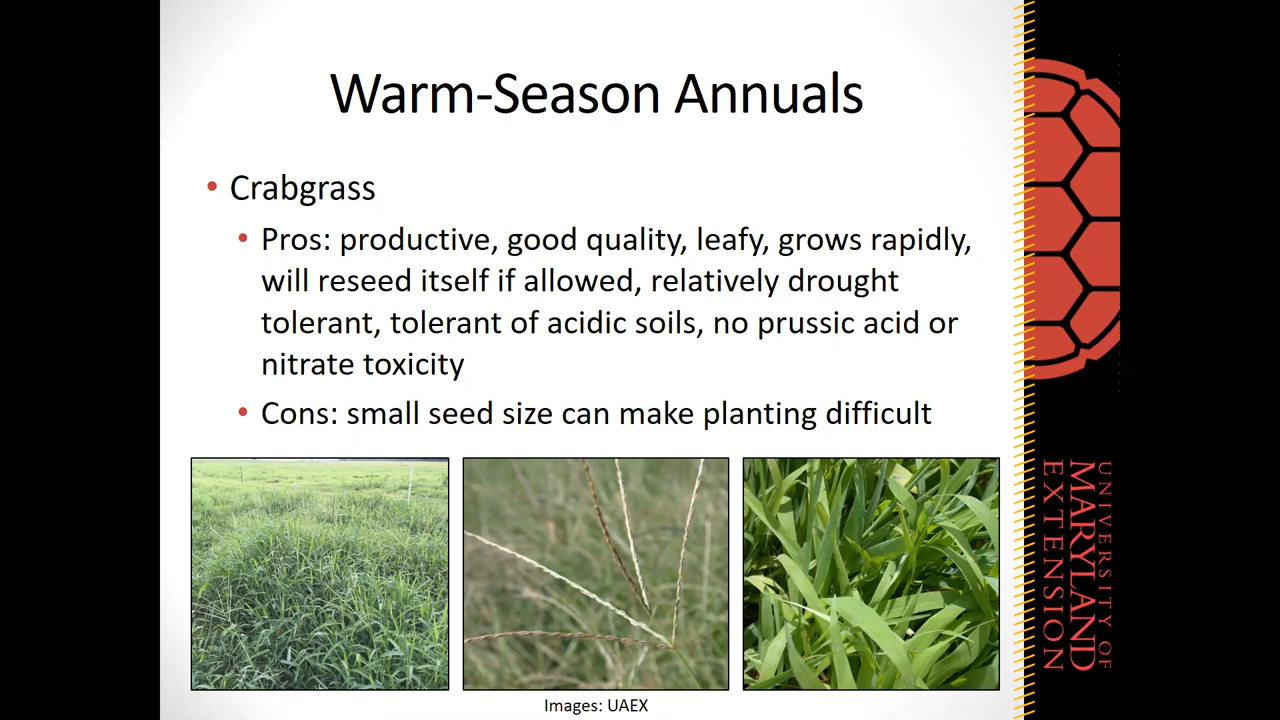 Warm-Season Annuals
• Crabgrass
• Pros: productive, good quality, leafy, grows rapidly,
will reseed itself if allowed, relatively drought
tolerant, tolerant of acidic soils, no prussic acid or
nitrate toxicity
• Cons: small seed size can make planting difficult
Images: UAEX
UNIVERSITY OF
MARYLAND
EXTENSION